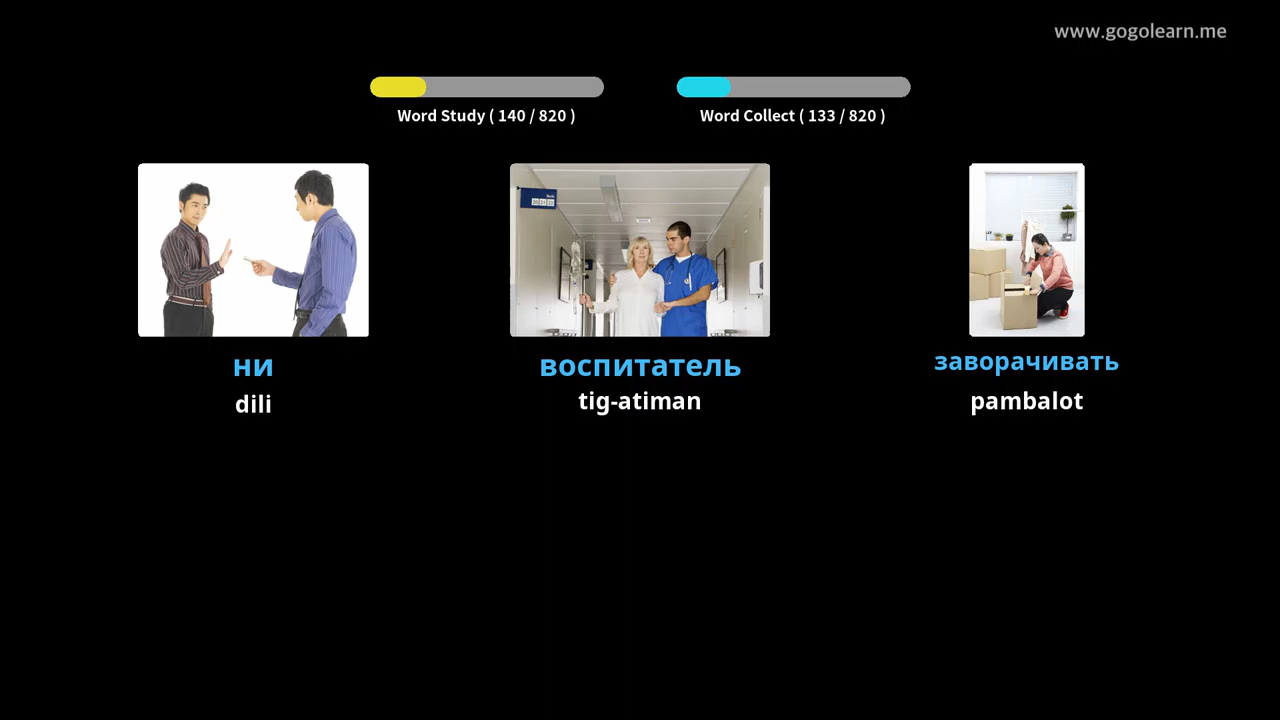 www.gogolearn.me
Word Study ( 140 / 820 )
Word Collect ( 133 / 820 )
ни
dili
воспитатель
tig-atiman
заворачивать
pambalot